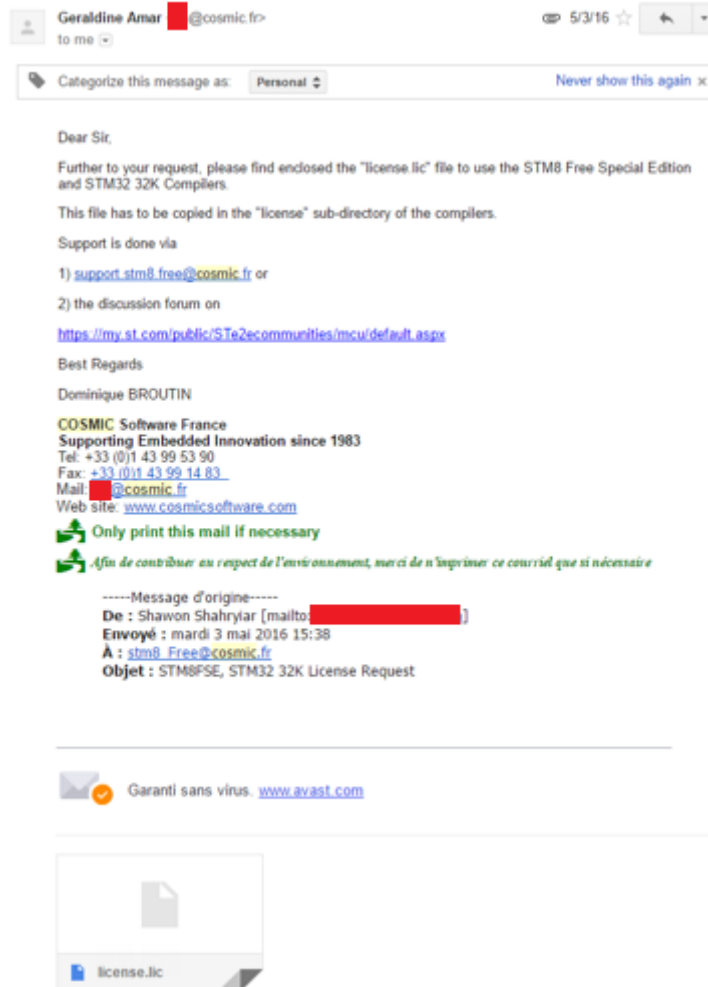 Geraldine Amar @cosmic.fr>
5/3/16
to me
Categorize this message as: Personal
Never show this again ×
Dear Sir,
Further to your request, please find enclosed the "license.lic" file to use the STM8 Free Special Edition
and STM32 32K Compilers.
This file has to be copied in the "license" sub-directory of the compilers.
Support is done via
1) support.stm8.free@cosmic.fr or
2) the discussion forum on
https://my.st.com/public/STe2ecommunities/mcu/default.aspx
Best Regards
Dominique BROUTIN
COSMIC Software France
Supporting Embedded Innovation since 1983
Tel: +33 (0)1 43 99 53 90
Fax: +33 (0)1 43 99 14 83
Mail: @cosmic.fr
Web site: www.cosmicsoftware.com
Only print this mail if necessary
Afin de contribuer au respect de l'environnement, merci de n'imprimer ce courriel que si nécessaire
-----Message d'origine-----
De : Shawon Shahryiar [mailto: ]
Envoyé : mardi 3 mai 2016 15:38
À : stm8_Free@cosmic.fr
Objet : STM8FSE, STM32 32K License Request
Garanti sans virus. www.avast.com
license.lic